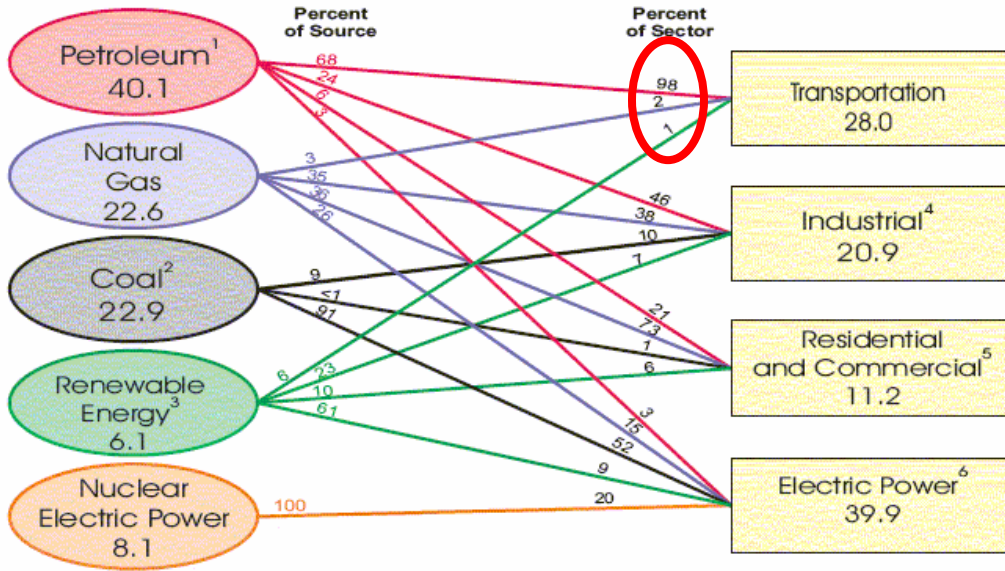 Percent
of Source
Percent
of Sector
Petroleum1
40.1
Natural
Gas
22.6
Coal2
22.9
Renewable
Energy3
6.1
Nuclear
Electric Power
8.1
68
24
6
3
3
35
36
26
9
<1
91
6
23
10
61
100
98
2
1
46
38
10
7
21
73
1
6
3
15
52
9
20
Transportation
28.0
Industrial4
20.9
Residential
and Commercial5
11.2
Electric Power6
39.9